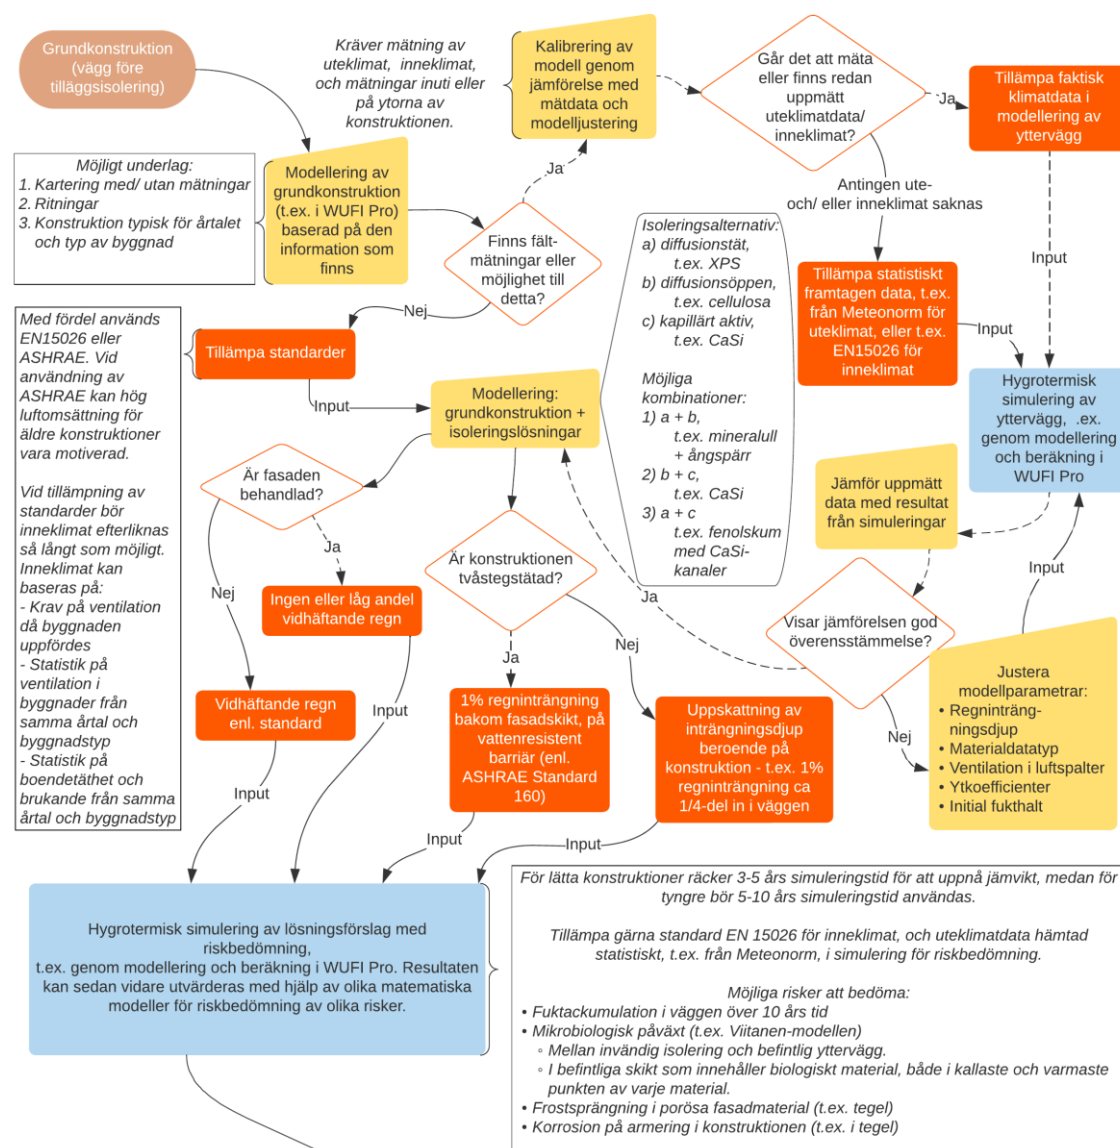 Grundkonstruktion
(vägg före
tilläggsisolering)
Kräver mätning av
uteklimat, inneklimat,
och mätningar inuti eller
på ytorna av
konstruktionen.
Kalibrering av
modell genom
jämförelse med
mätdata och
modelljustering
Går det att mäta
eller finns redan
uppmätt
uteklimatdata/
inneklimat?
Ja
Tillämpa faktisk
klimatdata i
modellering av
yttervägg
Möjligt underlag:
1. Kartering med/ utan mätningar
2. Ritningar
3. Konstruktion typisk för årtalet
och typ av byggnad
Modellering av
grundkonstruktion
(t.ex. i WUFI Pro)
baserad på den
information som
finns
Ja
Finns fält-
mätningar eller
möjlighet till
detta?
Nej
Antingen ute-
och/ eller inneklimat saknas
Input
Tillämpa statistiskt
framtagen data, t.ex.
från Meteonorm för
uteklimat, eller t.ex.
EN15026 för
inneklimat
Input
Isoleringsalternativ:
a) diffusionstät,
t.ex. XPS
b) diffusionsöppen,
t.ex. cellulosa
c) kapillärt aktiv,
t.ex. CaSi
Möjliga
kombinationer:
1) a + b,
t.ex. mineralull
+ ångspärr
2) b + c,
t.ex. CaSi
3) a + c
t.ex. fenolskum
med CaSi-
kanaler
Med fördel används
EN15026 eller
ASHRAE. Vid
användning av
ASHRAE kan hög
luftomsättning för
äldre konstruktioner
vara motiverad.
Vid tillämpning av
standarder bör
inneklimat efterliknas
så långt som möjligt.
Inneklimat kan
baseras på:
- Krav på ventilation
då byggnaden
uppfördes
- Statistik på
ventilation i
byggnader från
samma årtal och
byggnadstyp
- Statistik på
boendetäthet och
brukande från samma
årtal och byggnadstyp
Tillämpa standarder
Input
Modellering:
grundkonstruktion +
isoleringslösningar
Hygrotermisk
simulering av
yttervägg, .ex.
genom modellering
och beräkning i
WUFI Pro
Är fasaden
behandlad?
Ja
Nej
Ingen eller låg andel
vidhäftande regn
Är konstruktionen
tvåstegstätad?
Ja
Nej
Jämför uppmätt
data med resultat
från simuleringar
Input
Ja
Visar jämförelsen god
överensstämmelse?
Nej
Justera
modellparametrar:
• Regninträng-
ningsdjup
• Materialdatatyp
• Ventilation i luftspalter
• Ytkoefficienter
• Initial fukthalt
Vidhäftande regn
enl. standard
Input
Input
1% regninträngning
bakom fasadskikt, på
vattenresistent
barriär (enl.
ASHRAE Standard
160)
Uppskattning av
inträngningsdjup
beroende på
konstruktion - t.ex. 1%
regninträngning ca
1/4-del in i väggen
Input
Input
Hygrotermisk simulering av lösningsförslag med
riskbedömning,
t.ex. genom modellering och beräkning i WUFI Pro. Resultaten
kan sedan vidare utvärderas med hjälp av olika matematiska
modeller för riskbedömning av olika risker.
För lätta konstruktioner räcker 3-5 års simuleringstid för att uppnå jämvikt, medan för
tyngre bör 5-10 års simuleringstid användas.
Tillämpa gärna standard EN 15026 för inneklimat, och uteklimatdata hämtad
statistiskt, t.ex. från Meteonorm, i simulering för riskbedömning.
Möjliga risker att bedöma:
• Fuktackumulation i väggen över 10 års tid
• Mikrobiologisk påväxt (t.ex. Viitanen-modellen)
◦ Mellan invändig isolering och befintlig yttervägg.
◦ I befintliga skikt som innehåller biologiskt material, både i kallaste och varmaste
punkten av varje material.
• Frostsprängning i porösa fasadmaterial (t.ex. tegel)
• Korrosion på armering i konstruktionen (t.ex. i tegel)